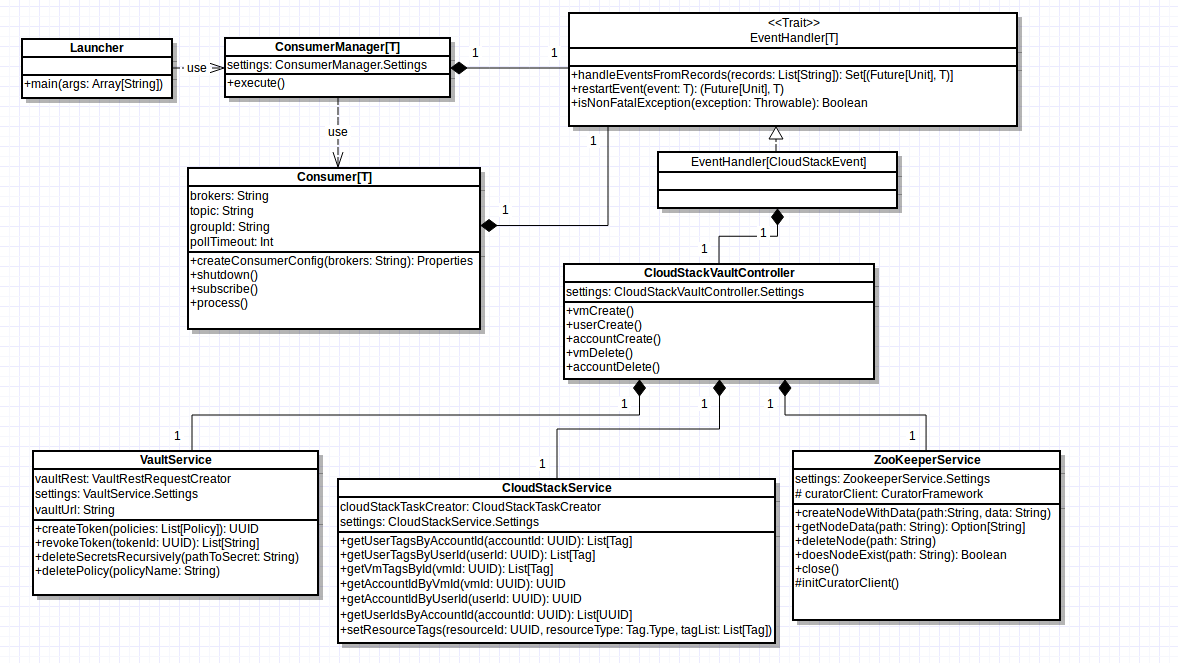 Launcher
+main(args: Array[String])
use
ConsumerManager[T]
settings: ConsumerManager.Settings
+execute()
1
1
<<Trait>>
EventHandler[T]
+handleEventsFromRecords(records: List[String]): Set[(Future[Unit], T)]
+restartEvent(event: T): (Future[Unit], T)
+isNonFatalException(exception: Throwable): Boolean
use
1
EventHandler[CloudStackEvent]
Consumer[T]
brokers: String
topic: String
groupId: String
pollTimeout: Int
+createConsumerConfig(brokers: String): Properties
+shutdown()
+subscribe()
+process()
1
1
1
CloudStackVaultController
settings: CloudStackVaultController.Settings
+vmCreate()
+userCreate()
+accountCreate()
+vmDelete()
+accountDelete()
1
1
1
1
1
1
VaultService
vaultRest: VaultRestRequestCreator
settings: VaultService.Settings
vaultUrl: String
+createToken(policies: List[Policy]): UUID
+revokeToken(tokenId: UUID): List[String]
+deleteSecretsRecursively(pathToSecret: String)
+deletePolicy(policyName: String)
CloudStackService
cloudStackTaskCreator: CloudStackTaskCreator
settings: CloudStackService.Settings
+getUserTagsByAccountId(accountId: UUID): List[Tag]
+getUserTagsByUserId(userId: UUID): List[Tag]
+getVmTagsById(vmId: UUID): List[Tag]
+getAccountIdByVmId(vmId: UUID): UUID
+getAccountIdByUserId(userId: UUID): UUID
+getUserIdsByAccountId(accountId: UUID): List[UUID]
+setResourceTags(resourceId: UUID, resourceType: Tag.Type, tagList: List[Tag])
ZooKeeperService
settings: ZookeeperService.Settings
# curatorClient: CuratorFramework
+createNodeWithData(path:String, data: String)
+getNodeData(path: String): Option[String]
+deleteNode(path: String)
+doesNodeExist(path: String): Boolean
+close()
#initCuratorClient()